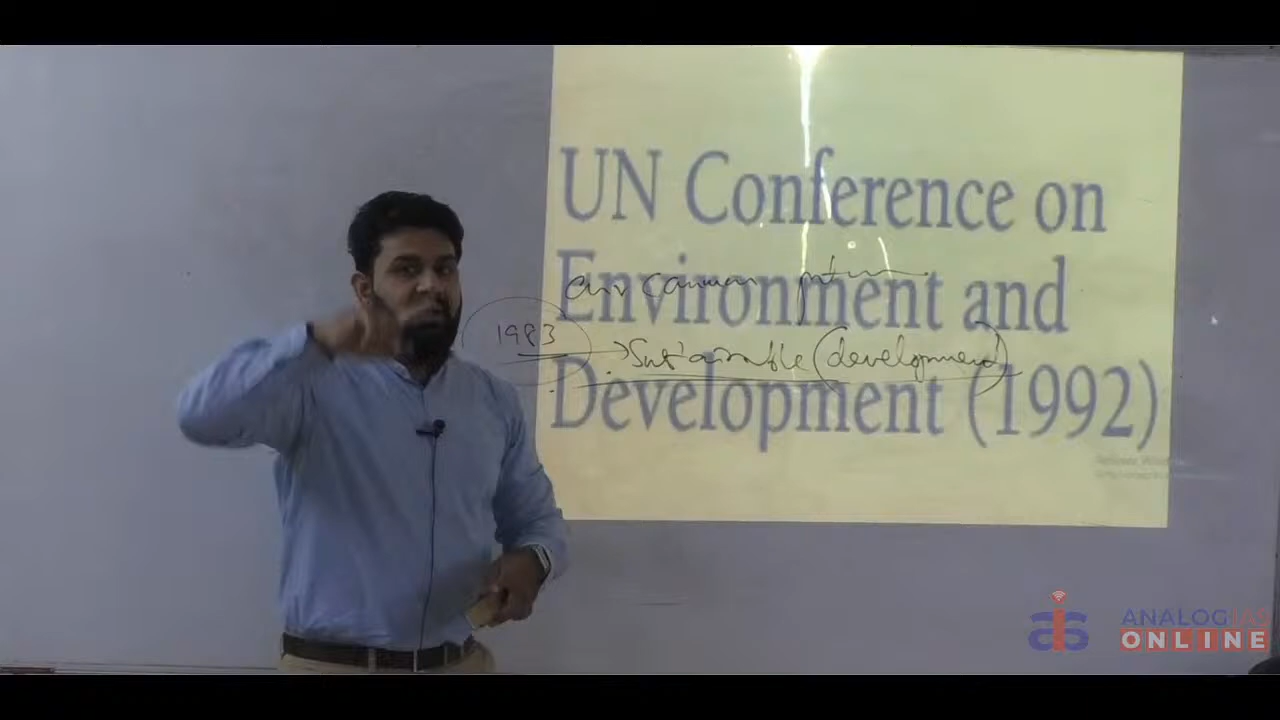 UN Conference on
Environment and
1983
Sustainable (development)
Development (1992)
ANALOG IAS
ONLINE